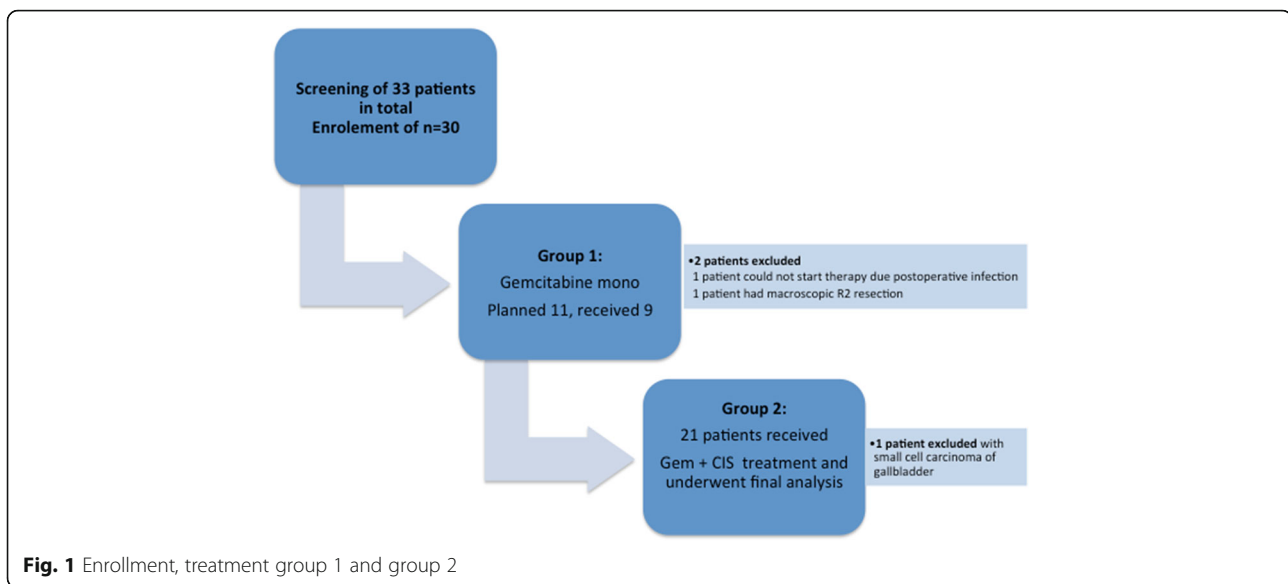 Screening of 33 patients
in total
Enrolement of n=30
Group 1:
Gemcitabine mono
Planned 11, received 9
•2 patients excluded
1 patient could not start therapy due postoperative infection
1 patient had macroscopic R2 resection
Group 2:
21 patients received
Gem + CIS treatment and
underwent final analysis
•1 patient excluded with
small cell carcinoma of
gallbladder
Fig. 1 Enrollment, treatment group 1 and group 2